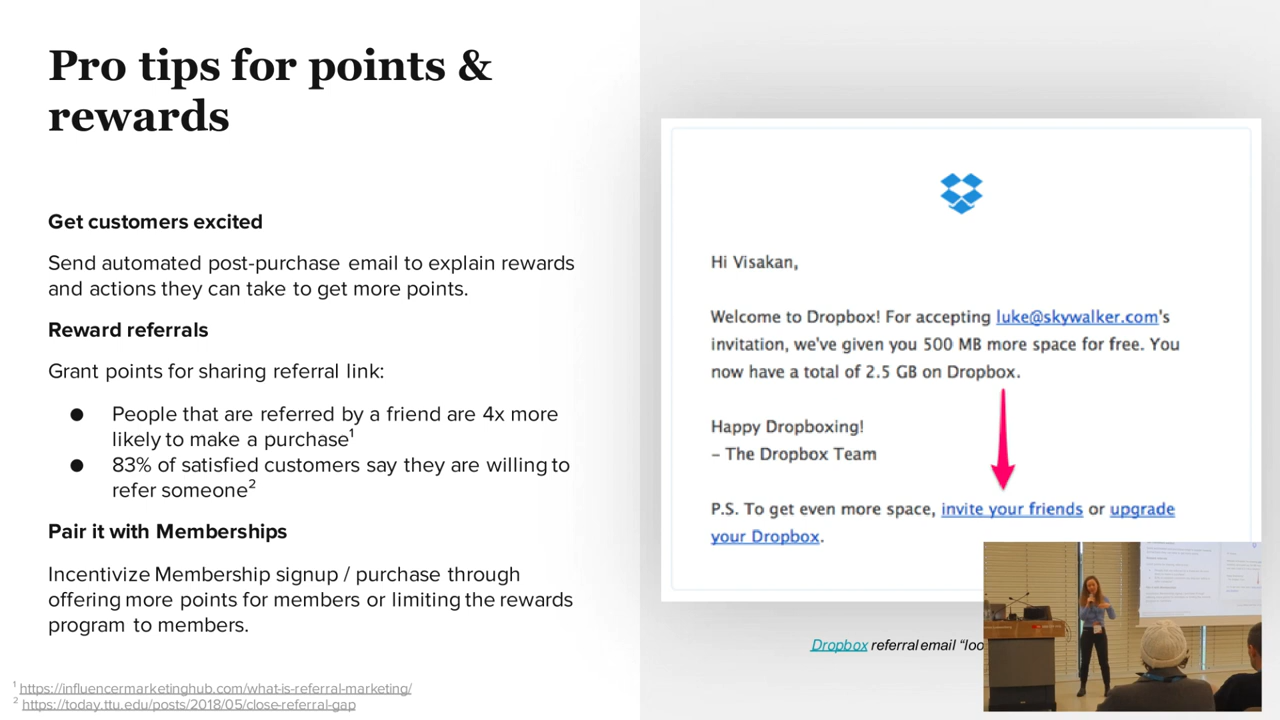 Pro tips for points &
rewards
Get customers excited
Send automated post-purchase email to explain rewards
and actions they can take to get more points.
Reward referrals
Grant points for sharing referral link:
● People that are referred by a friend are 4x more
likely to make a purchase¹
● 83% of satisfied customers say they are willing to
refer someone²
Pair it with Memberships
Incentivize Membership signup / purchase through
offering more points for members or limiting the rewards
program to members.
¹ https://influencermarketinghub.com/what-is-referral-marketing/
² https://today.ttu.edu/posts/2018/05/close-referral-gap
Hi Visakan,
Welcome to Dropbox! For accepting luke@skywalker.com's
invitation, we've given you 500 MB more space for free. You
now have a total of 2.5 GB on Dropbox.
Happy Dropboxing!
– The Dropbox Team
P.S. To get even more space, invite your friends or upgrade
your Dropbox.
Dropbox referral email “loo